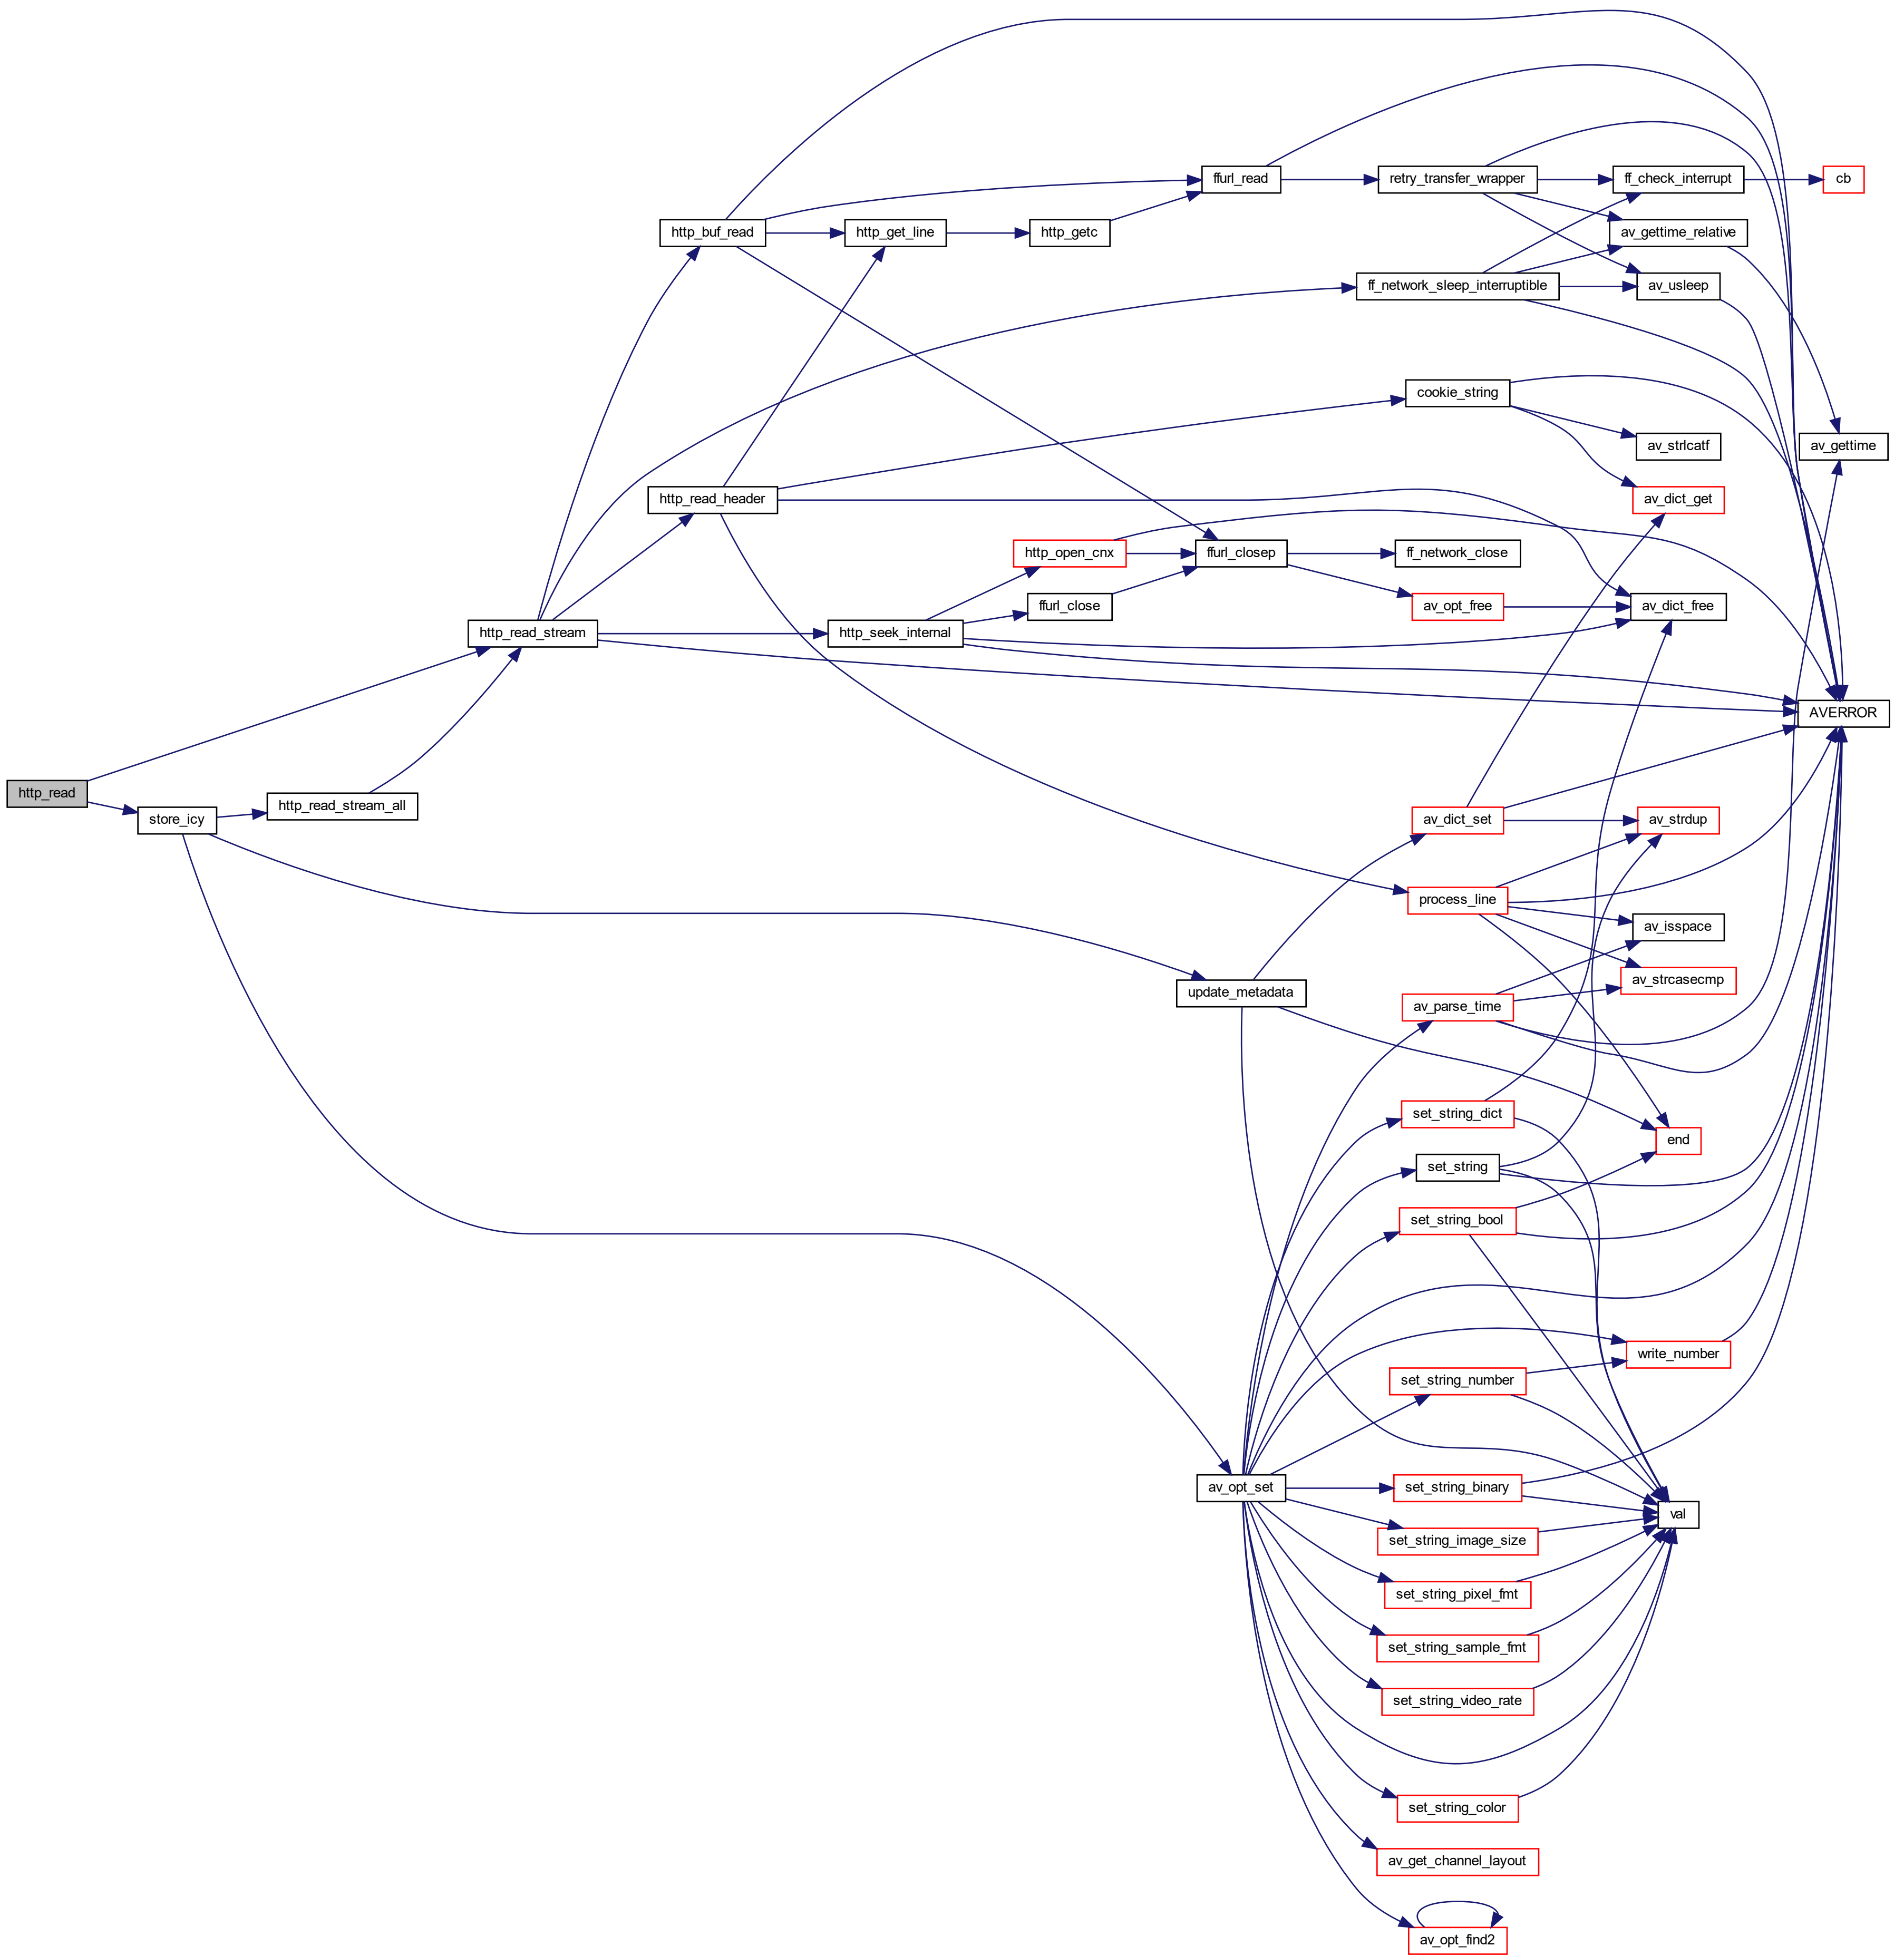 http_read
http_read_stream
store_icy
http_read_stream_all
http_buf_read
http_read_header
http_get_line
http_seek_internal
http_getc
http_open_cnx
ffurl_close
ffurl_read
ffurl_closep
update_metadata
av_opt_set
retry_transfer_wrapper
ff_network_sleep_interruptible
cookie_string
ff_network_close
av_opt_free
av_dict_set
process_line
av_parse_time
set_string_dict
set_string
set_string_bool
set_string_number
set_string_binary
set_string_image_size
set_string_pixel_fmt
set_string_sample_fmt
set_string_video_rate
set_string_color
av_get_channel_layout
av_opt_find2
ff_check_interrupt
av_gettime_relative
av_usleep
av_strlcatf
av_dict_get
av_dict_free
av_strdup
av_isspace
av_strcasecmp
end
write_number
val
cb
av_gettime
AVERROR